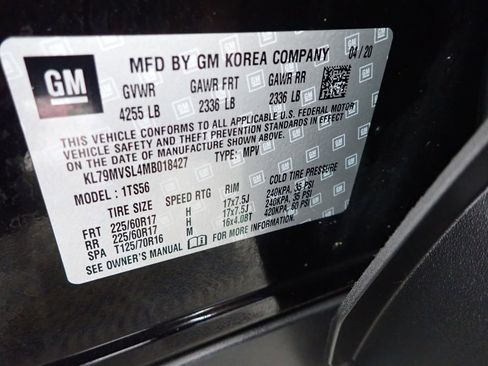 GM
MFD BY GM KOREA COMPANY 04/20
GVWR GAWR FRT GAWR RR
4255 LB 2336 LB 2336 LB
THIS VEHICLE CONFORMS TO ALL APPLICABLE U.S. FEDERAL MOTOR
VEHICLE SAFETY AND THEFT PREVENTION STANDARDS IN EFFECT ON
THE DATE OF MANUFACTURE SHOWN ABOVE.
KL79MVSL4MB018427 TYPE: MPV
MODEL: 1TS56
TIRE SIZE SPEED RTG RIM COLD TIRE PRESSURE
FRT 225/60R17 H 17x7.5J 240KPA, 35 PSI
RR 225/60R17 H 17x7.5J 240KPA, 35 PSI
SPA T125/70R16 M 16x4.0BT 420KPA, 60 PSI
SEE OWNER'S MANUAL FOR MORE INFORMATION.